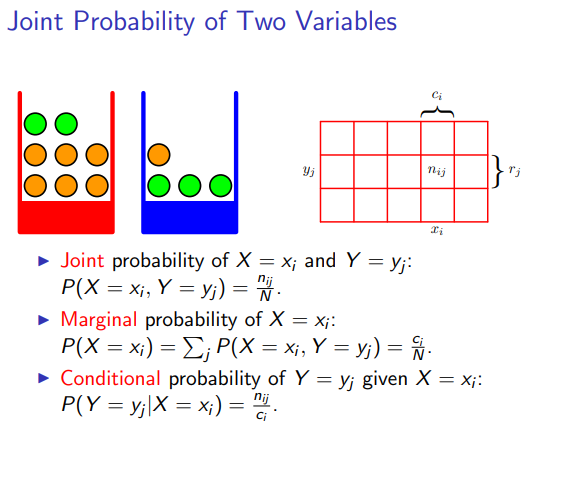 Joint Probability of Two Variables
c_i
y_j
n_{ij}
r_j
x_i
► Joint probability of X = x_i and Y = y_j:
P(X = x_i, Y = y_j) = \frac{n_{ij}}{N}.
► Marginal probability of X = x_i:
P(X = x_i) = ∑_j P(X = x_i, Y = y_j) = \frac{c_i}{N}.
► Conditional probability of Y = y_j given X = x_i:
P(Y = y_j|X = x_i) = \frac{n_{ij}}{c_i}.